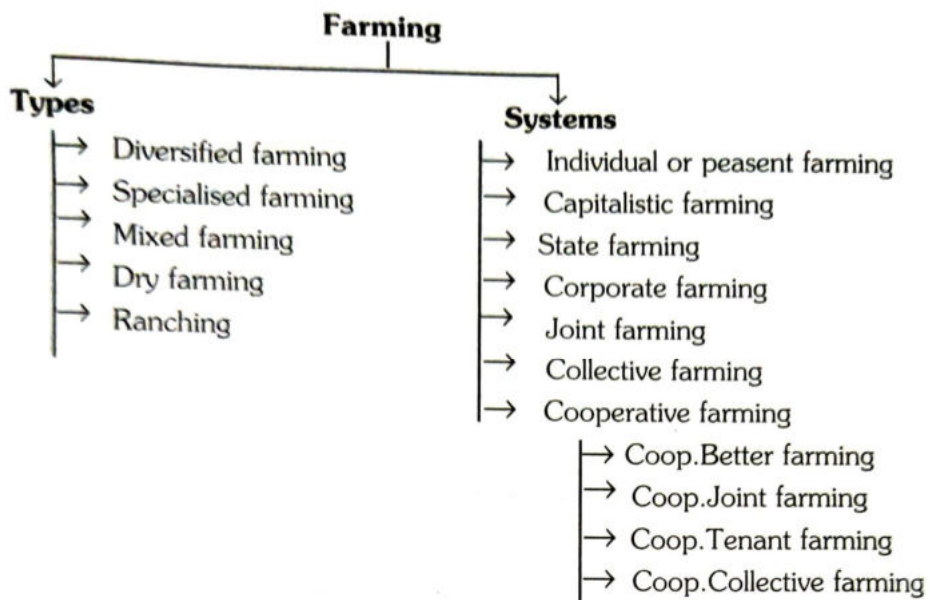 Farming
Types
Diversified farming
Specialised farming
Mixed farming
Dry farming
Ranching
Systems
Individual or peasent farming
Capitalistic farming
State farming
Corporate farming
Joint farming
Collective farming
Cooperative farming
Coop.Better farming
Coop.Joint farming
Coop.Tenant farming
Coop.Collective farming